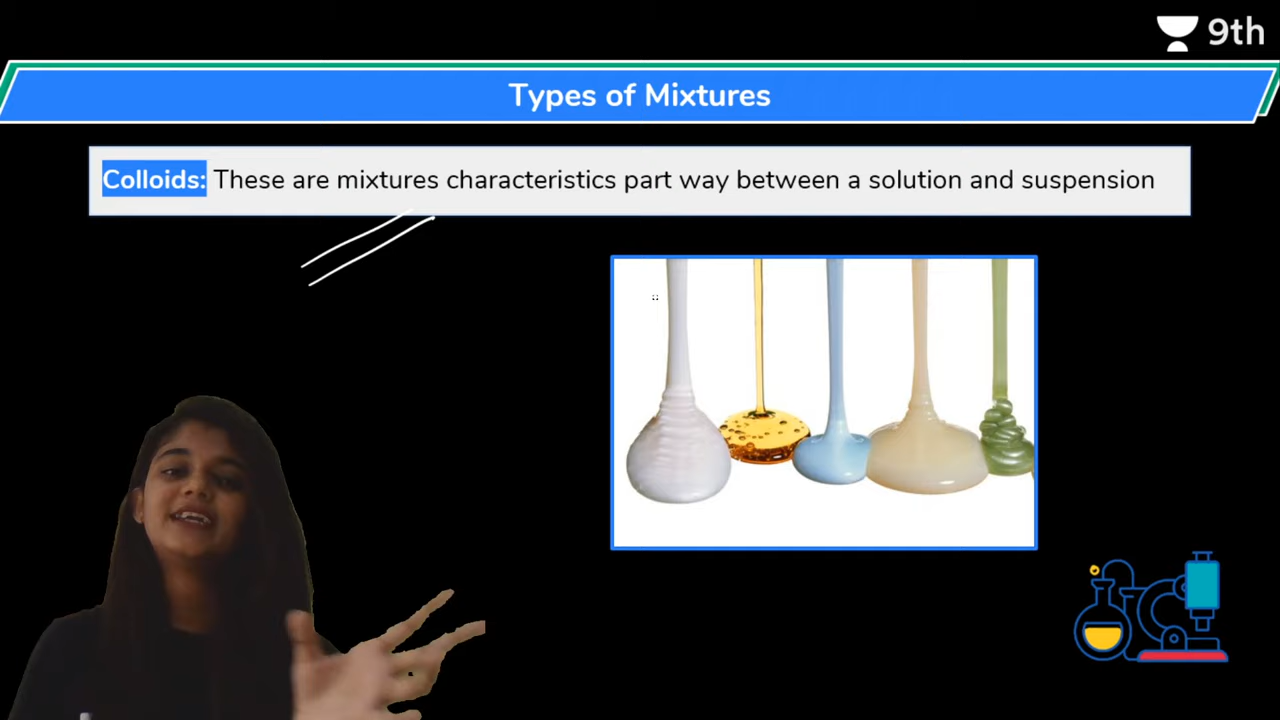 9th
Types of Mixtures
Colloids: These are mixtures characteristics part way between a solution and suspension